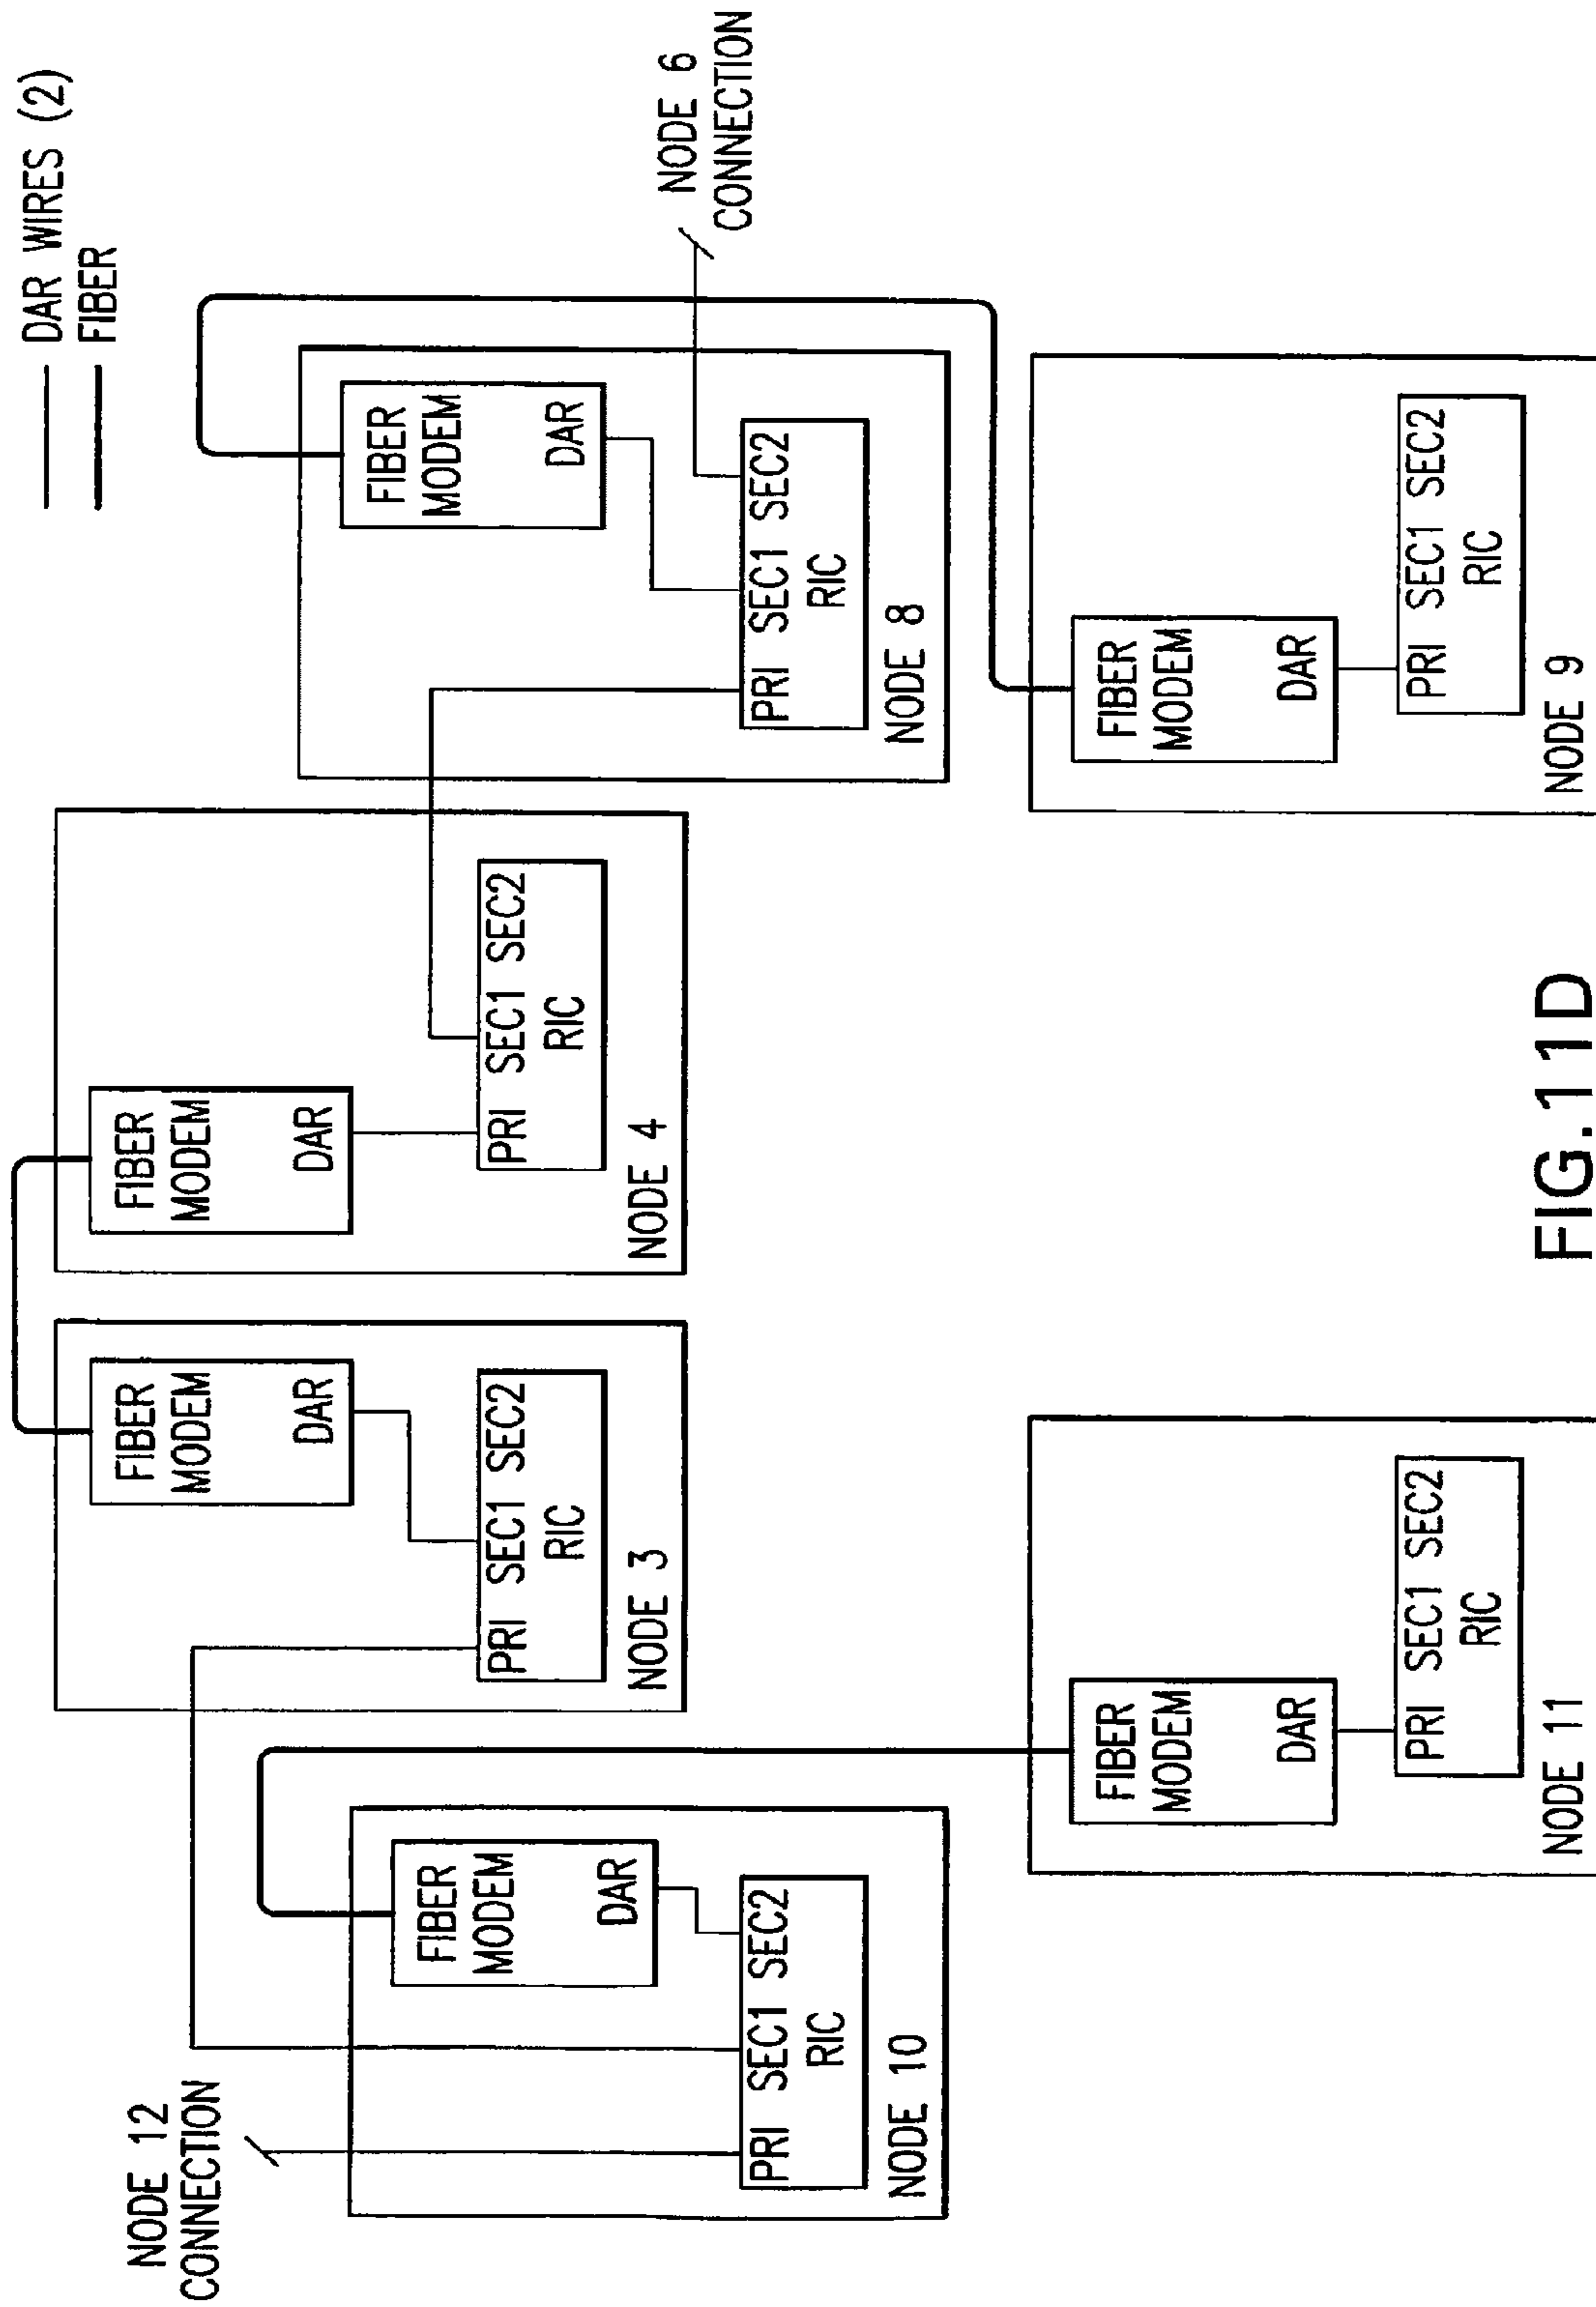 DAR WIRES (2)
FIBER
NODE 12
CONNECTION
FIBER
MODEM
DAR
PRI SEC1 SEC2
RIC
NODE 10
FIBER
MODEM
DAR
PRI SEC1 SEC2
RIC
NODE 3
FIBER
MODEM
DAR
PRI SEC1 SEC2
RIC
NODE 4
FIBER
MODEM
DAR
PRI SEC1 SEC2
RIC
NODE 8
NODE 6
CONNECTION
FIBER
MODEM
DAR
PRI SEC1 SEC2
RIC
NODE 11
FIBER
MODEM
DAR
PRI SEC1 SEC2
RIC
NODE 9
FIG.11D